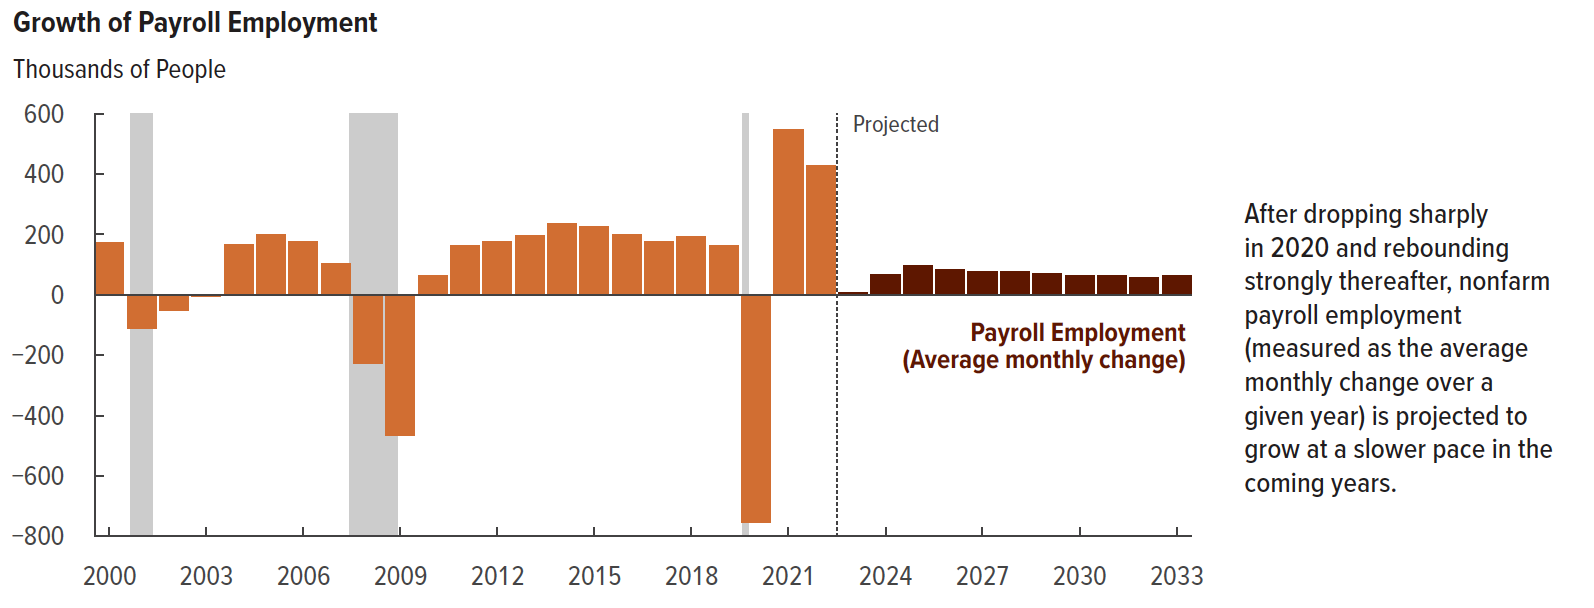 Growth of Payroll Employment
Thousands of People
600
400
200
0
−200
−400
−600
−800
Projected
Payroll Employment
(Average monthly change)
2000 2003 2006 2009 2012 2015 2018 2021 2024 2027 2030 2033
After dropping sharply
in 2020 and rebounding
strongly thereafter, nonfarm
payroll employment
(measured as the average
monthly change over a
given year) is projected to
grow at a slower pace in the
coming years.